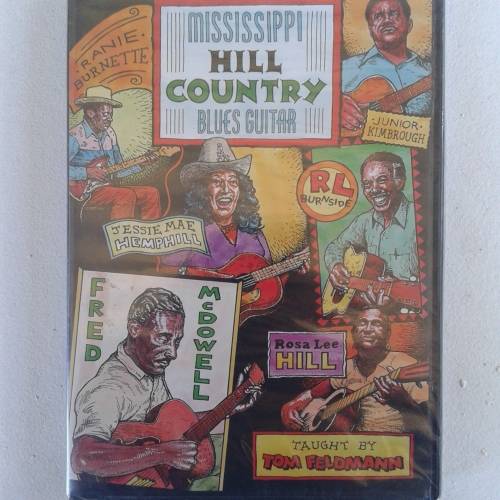 MISSISSIPPI
HILL
COUNTRY
BLUES GUITAR
RANIE
BURNETTE
JUNIOR
KIMBROUGH
JESSIE MAE
HEMPHILL
RL
BURNSIDE
FRED
McDOWELL
Rosa Lee
HILL
TAUGHT BY
TOM FELDMANN